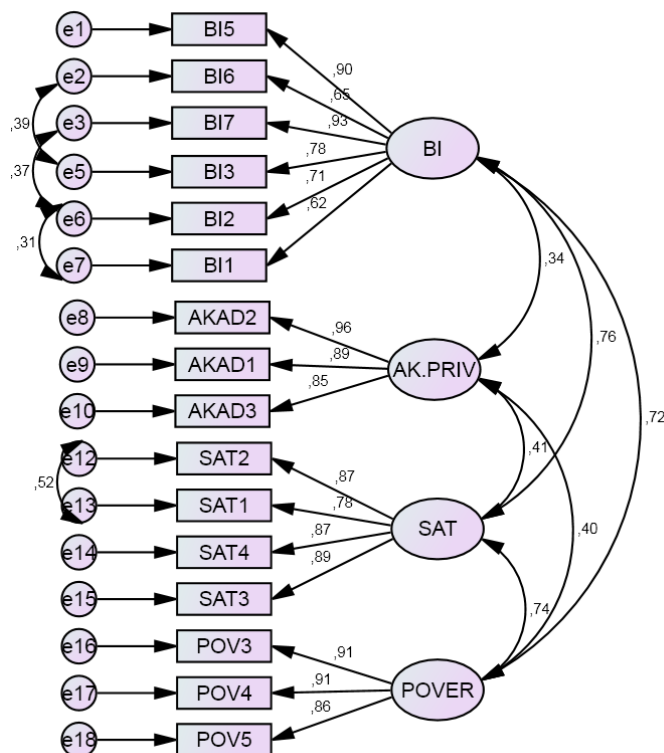 e1 BI5
,90
e2 BI6
,65
e3 BI7
,93
,39
BI
,78
e5 BI3
,37
,71
e6 BI2
,62
,31
e7 BI1
,34
e8 AKAD2
,96
,76
e9 AKAD1
,89
AK.PRIV
,85
e10 AKAD3
,72
e12 SAT2
,41
,87
,52
e13 SAT1
,78
SAT
,40
e14 SAT4
,87
,89
e15 SAT3
,74
e16 POV3
,91
e17 POV4
,91
POVER
,86
e18 POV5